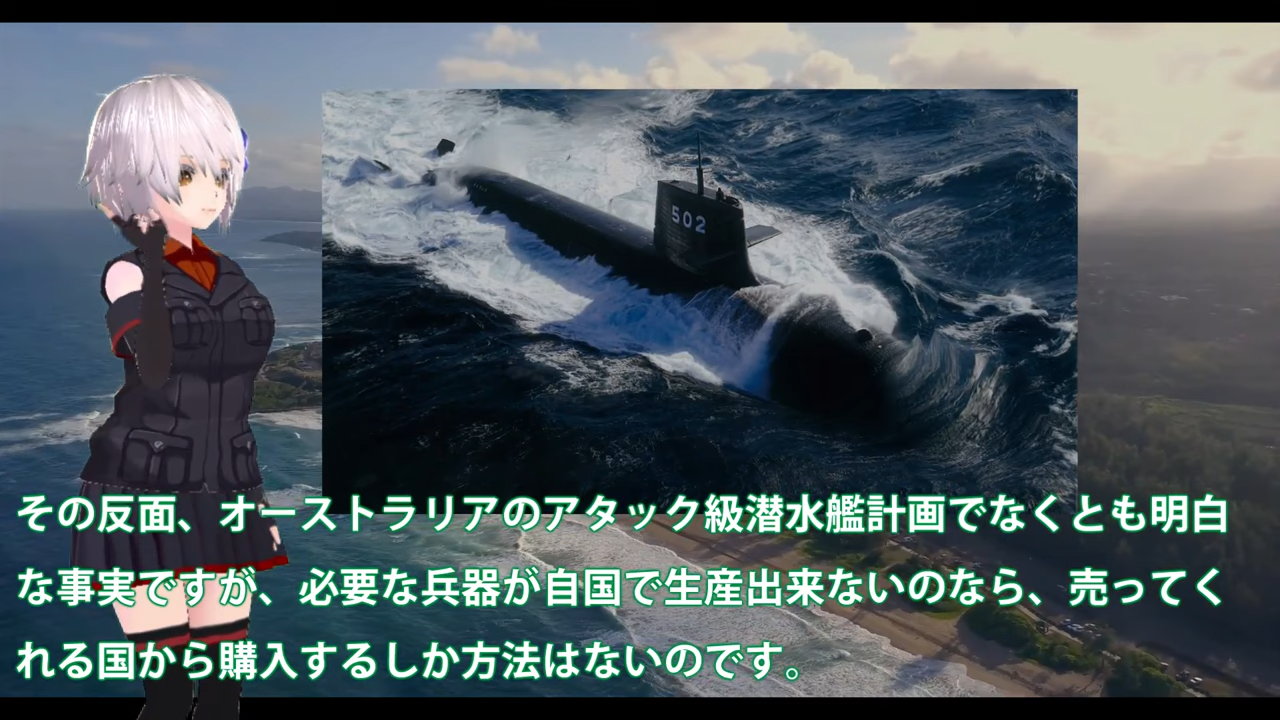 502
その反面、オーストラリアのアタック級潜水艦計画でなくとも明白
な事実ですが、必要な兵器が自国で生産出来ないのなら、売ってく
れる国から購入するしか方法はないのです。